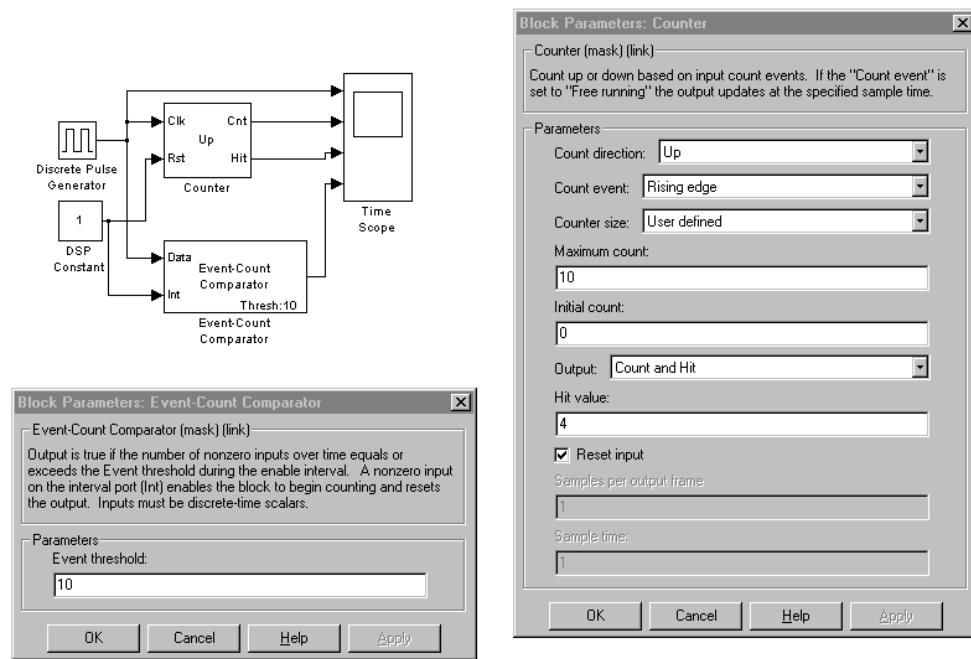 Clk
Cnt
Up
Rst
Hit
Counter
Discrete Pulse
Generator
1
DSP
Constant
Time
Scope
Data
Event-Count
Comparator
Int
Thresh:10
Event-Count
Comparator
Block Parameters: Event-Count Comparator
Event-Count Comparator (mask) (link)
Output is true if the number of nonzero inputs over time equals or
exceeds the Event threshold during the enable interval. A nonzero input
on the interval port (Int) enables the block to begin counting and resets
the output. Inputs must be discrete-time scalars.
Parameters
Event threshold:
10
OK Cancel Help Apply
Block Parameters: Counter
Counter (mask) (link)
Count up or down based on input count events. If the "Count event" is
set to "Free running" the output updates at the specified sample time.
Parameters
Count direction: Up
Count event: Rising edge
Counter size: User defined
Maximum count:
10
Initial count:
0
Output: Count and Hit
Hit value:
4
Reset input
Samples per output frame
1
Sample time:
1
OK Cancel Help Apply